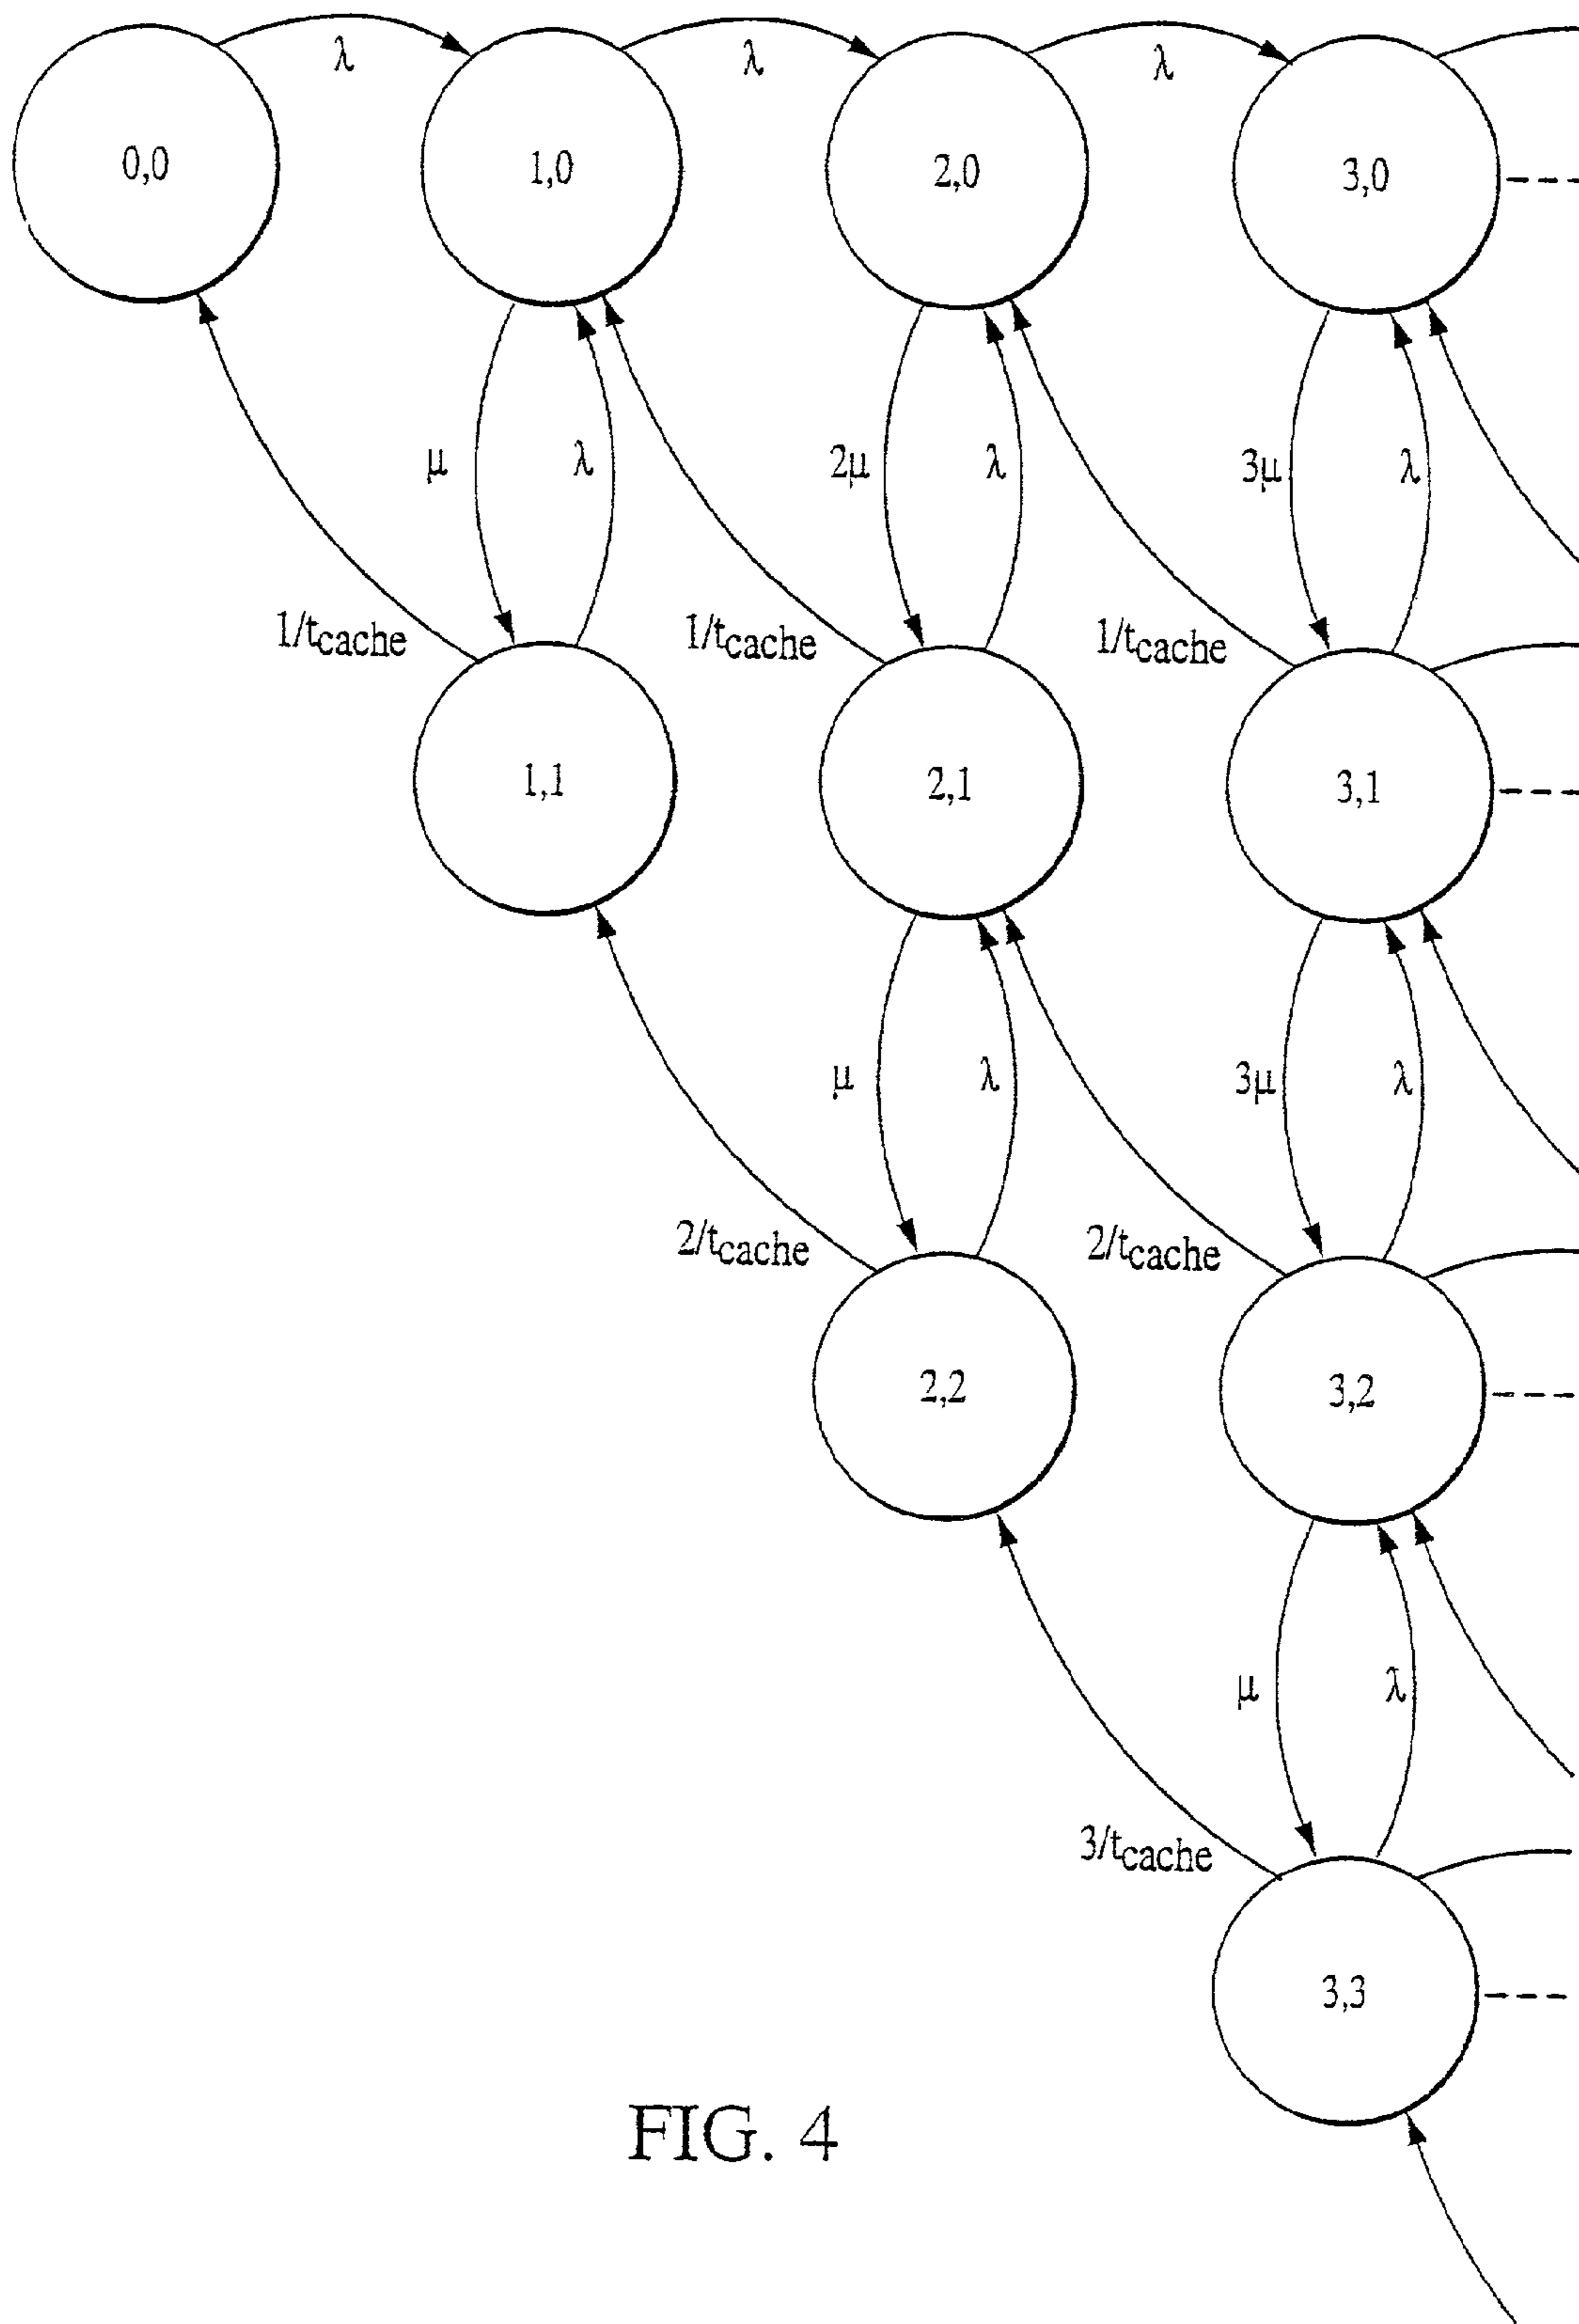 λ λ λ
0,0 1,0 2,0 3,0
μ λ 2μ λ 3μ λ
1/tcache 1/tcache 1/tcache
1,1 2,1 3,1
μ λ 3μ λ
2/tcache 2/tcache
2,2 3,2
μ λ
3/tcache
3,3
FIG. 4